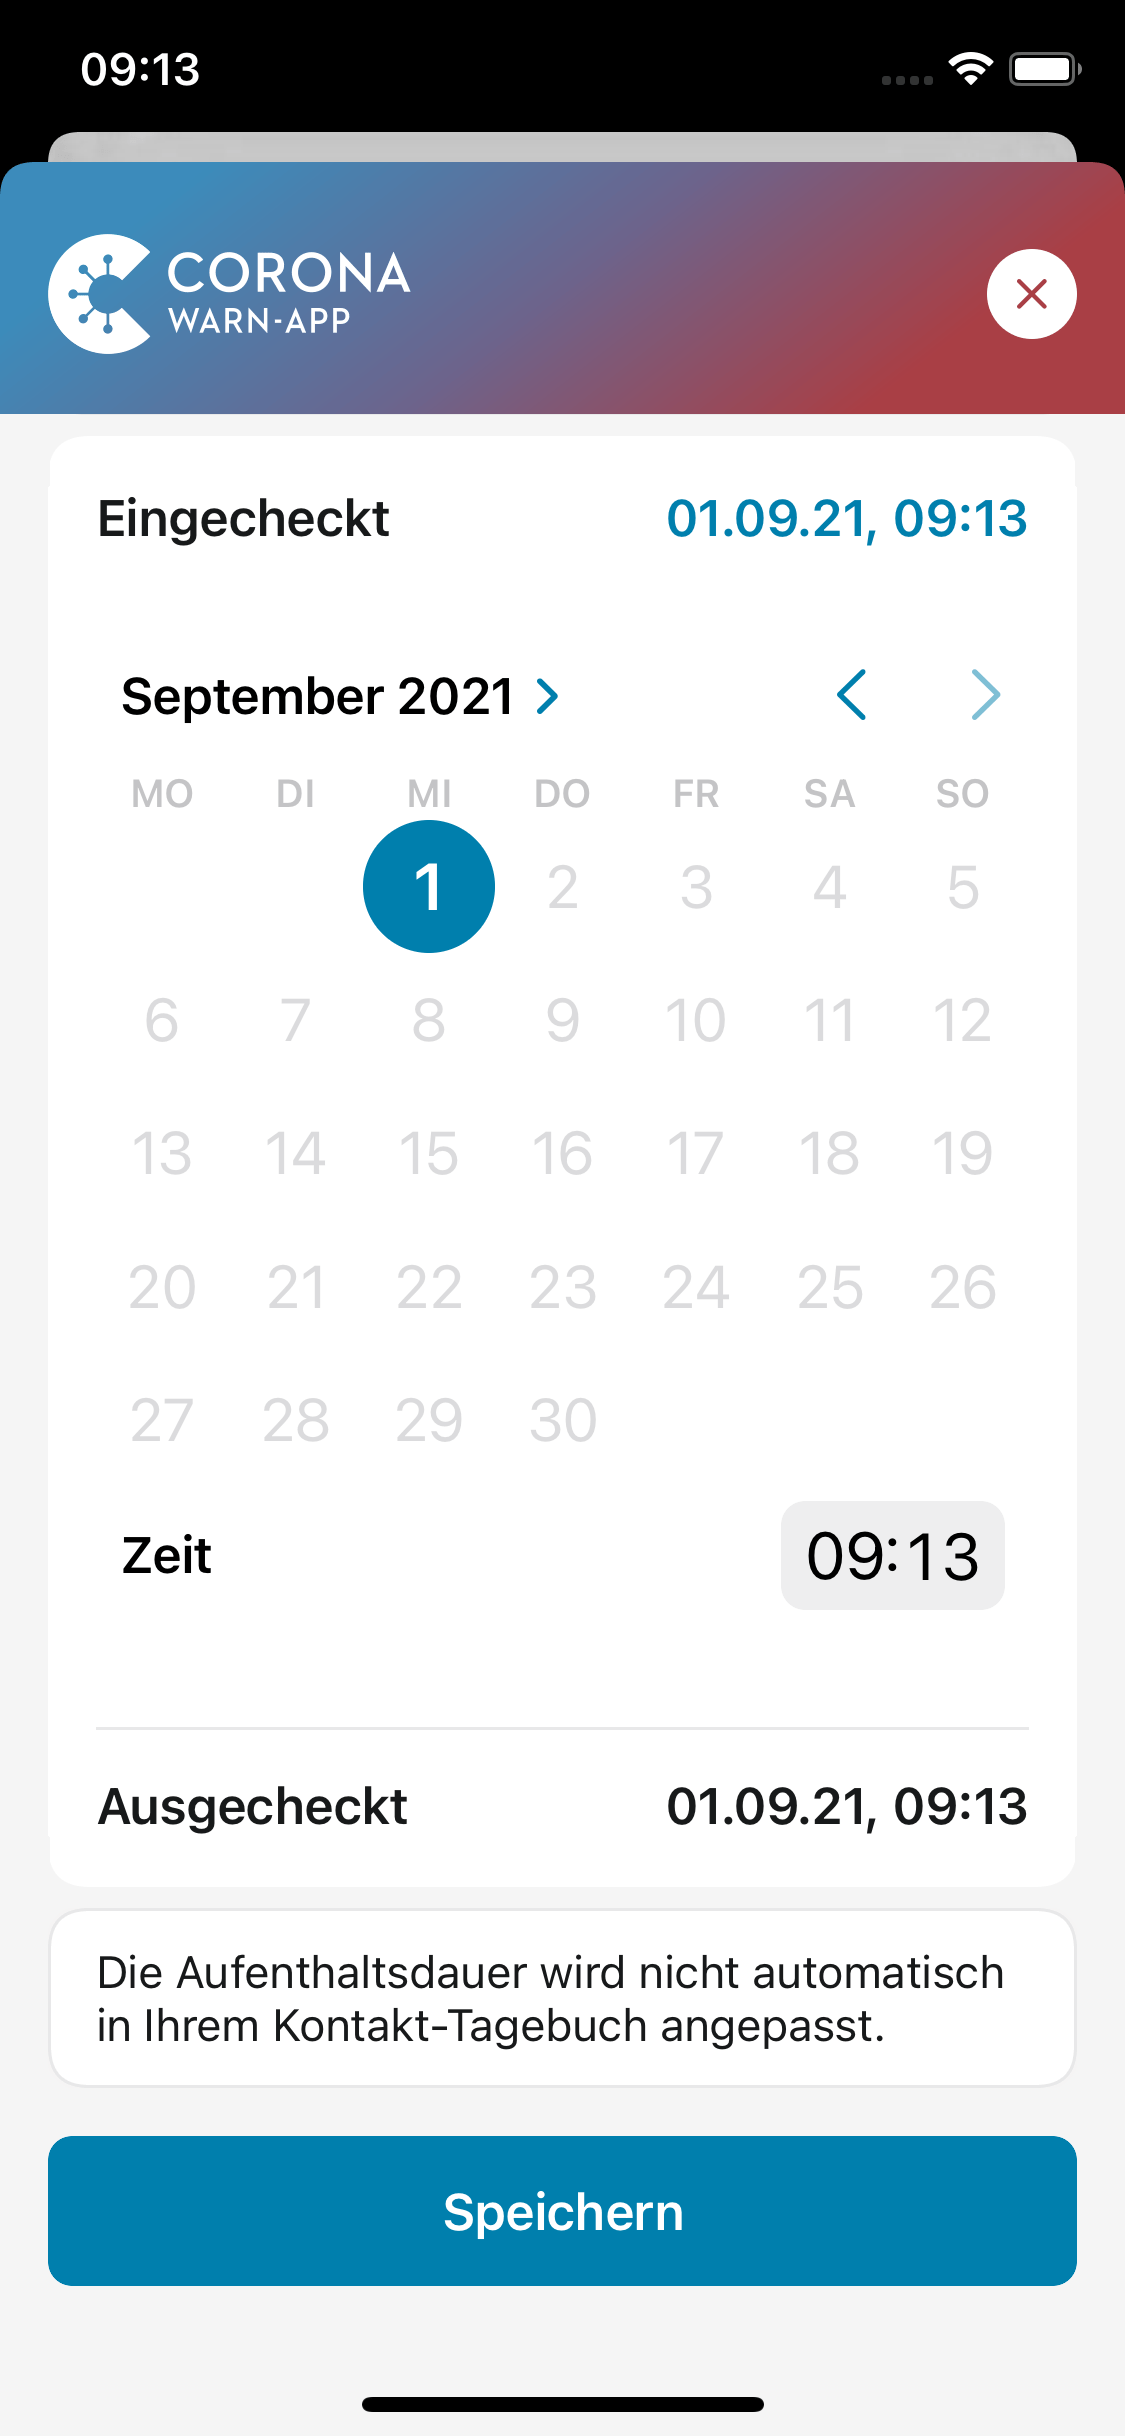 09:13
CORONA
WARN-APP
Eingecheckt 01.09.21, 09:13
September 2021
MO DI MI DO FR SA SO
1 2 3 4 5
6 7 8 9 10 11 12
13 14 15 16 17 18 19
20 21 22 23 24 25 26
27 28 29 30
Zeit 09:13
Ausgecheckt 01.09.21, 09:13
Die Aufenthaltsdauer wird nicht automatisch
in Ihrem Kontakt-Tagebuch angepasst.
Speichern